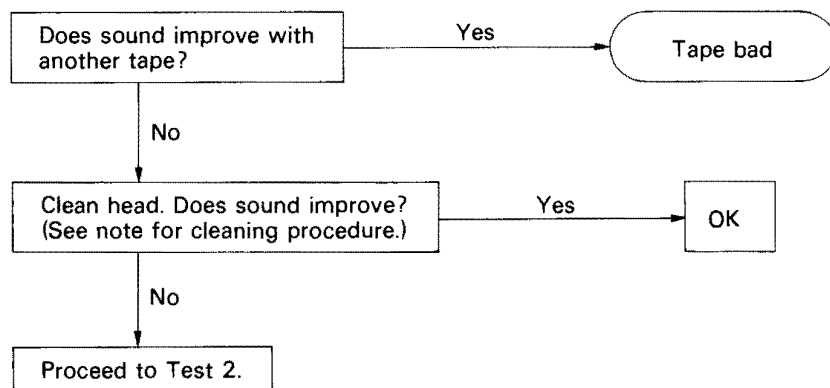 Does sound improve with
another tape?
Yes
Tape bad
No
Clean head. Does sound improve?
(See note for cleaning procedure.)
Yes
OK
No
Proceed to Test 2.